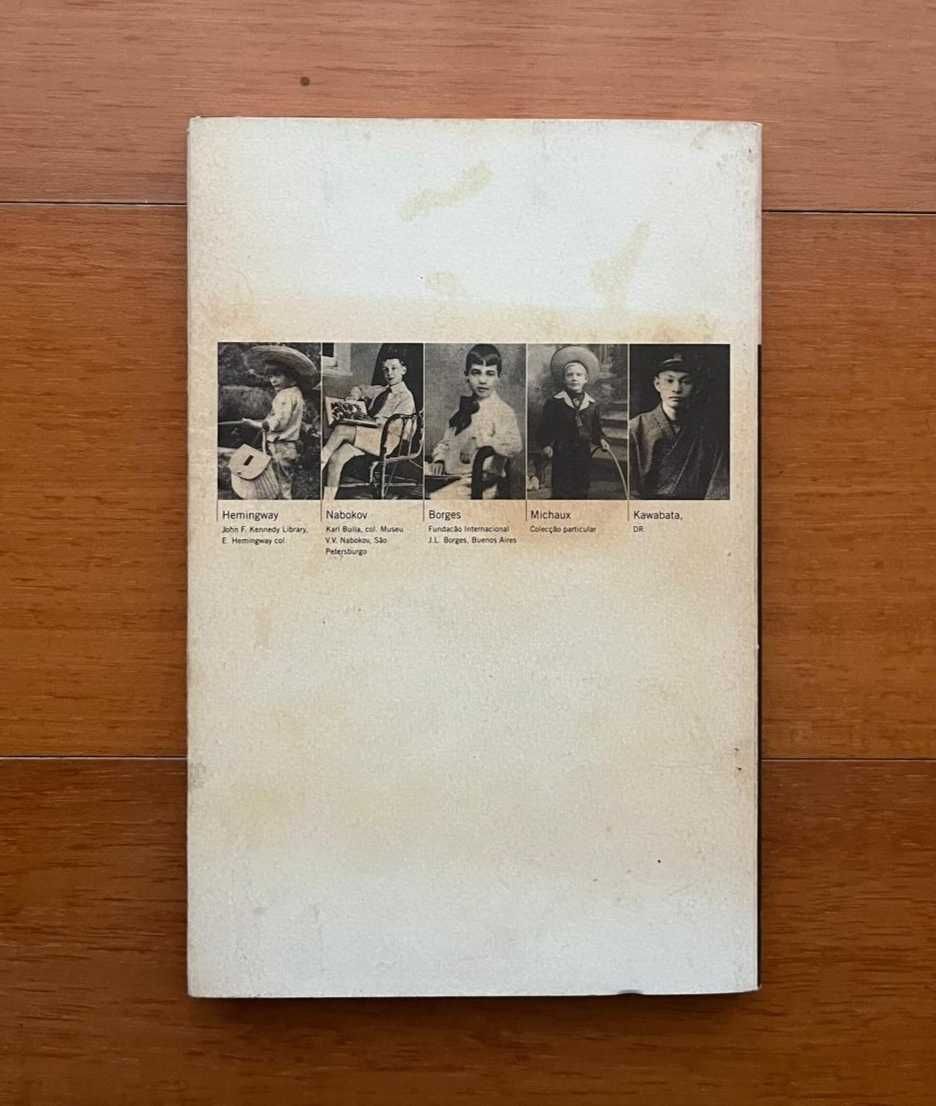 Hemingway
John F. Kennedy Library,
E. Hemingway col.
Nabokov
Karl Bulla, col. Museu
V.V. Nabokov, São
Petersburgo
Borges
Fundacão Internacional
J.L. Borges, Buenos Aires
Michaux
Colecção particular
Kawabata,
DR